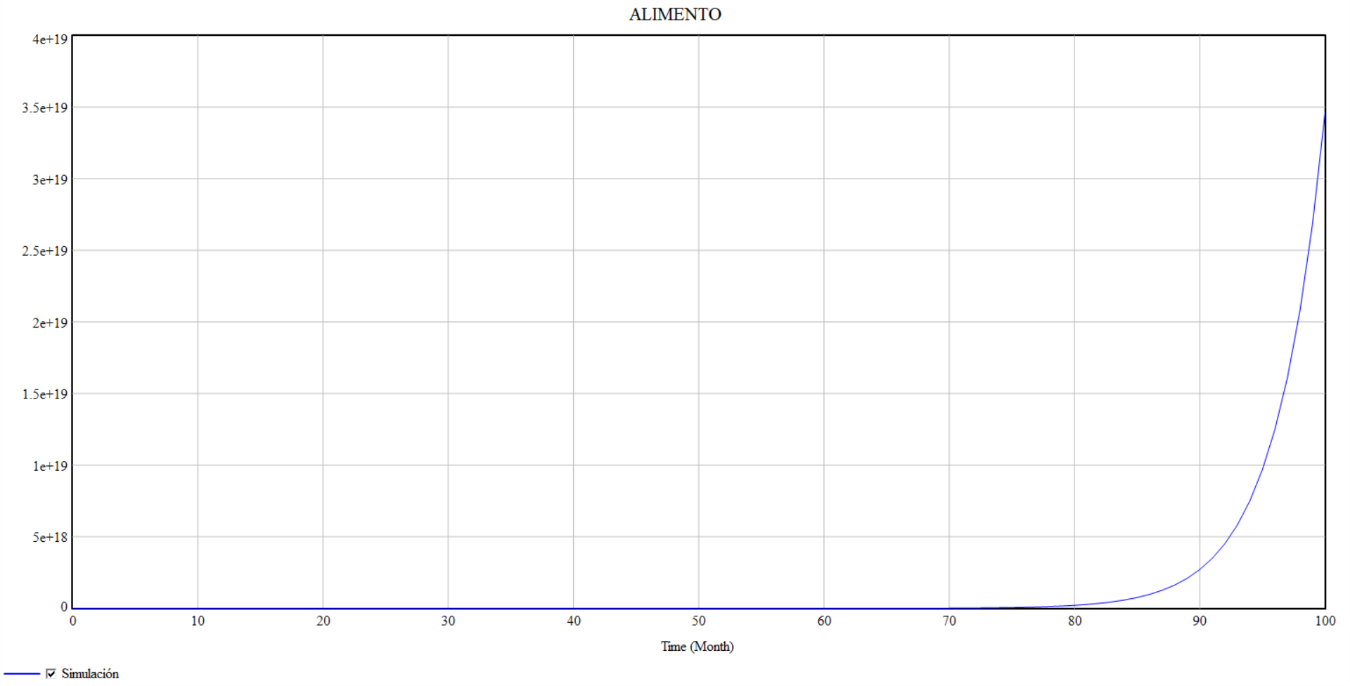 ALIMENTO
4e+19
3.5e+19
3e+19
2.5e+19
2e+19
1.5e+19
1e+19
5e+18
0
0 10 20 30 40 50 60 70 80 90 100
Time (Month)
Simulación